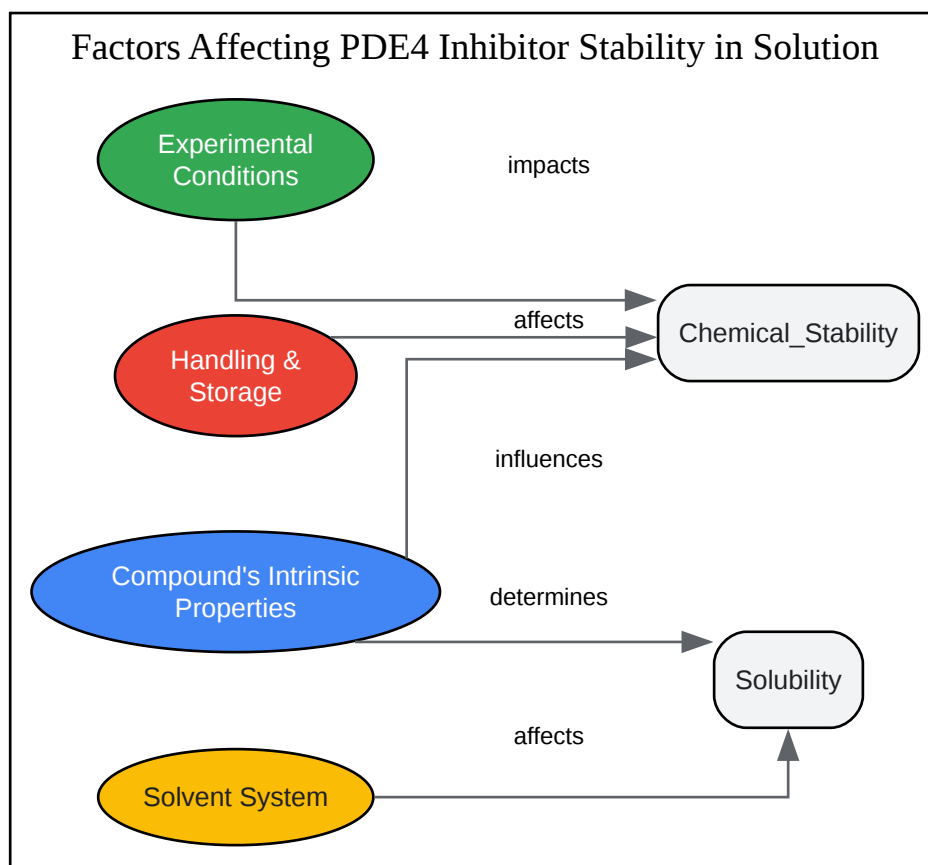 Factors Affecting PDE4 Inhibitor Stability in Solution
Experimental
Conditions
impacts
affects
Chemical_Stability
Handling &
Storage
influences
Compound's Intrinsic
Properties
determines
Solubility
affects
Solvent System